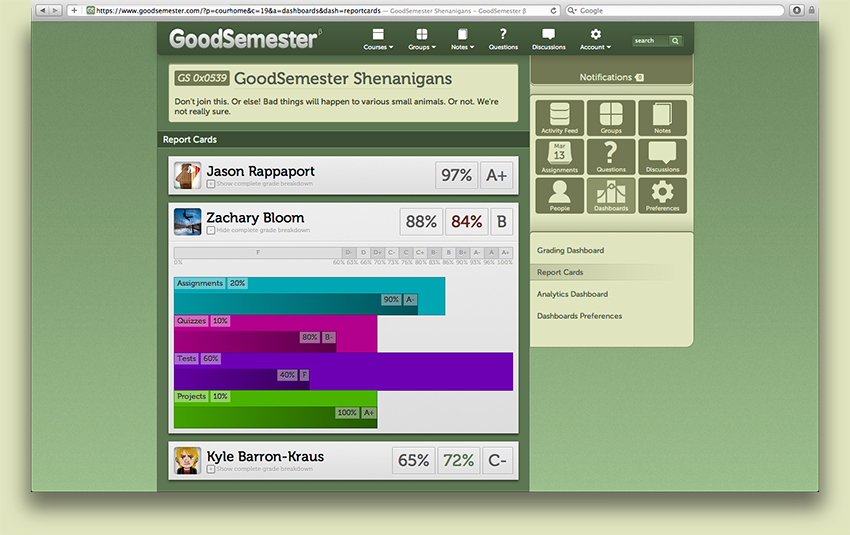 https://www.goodsemester.com/?p=courhome&c=19&a=dashboards&dash=reportcards — GoodSemester Shenanigans – GoodSemester β
Google
GoodSemester β
Courses
Groups
Notes
Questions
Discussions
Account
search
GS 0x0539 GoodSemester Shenanigans
Don't join this. Or else! Bad things will happen to various small animals. Or not. We're
not really sure.
Notifications 0
Activity Feed
Groups
Notes
Mar
13
Assignments
Questions
Discussions
People
Dashboards
Preferences
Grading Dashboard
Report Cards
Analytics Dashboard
Dashboards Preferences
Report Cards
Jason Rappaport
Show complete grade breakdown
97% A+
Zachary Bloom
Hide complete grade breakdown
88% 84% B
F D- D D+ C- C C+ B- B B+ A- A A+
0% 60% 63% 66% 70% 73% 76% 80% 83% 86% 90% 93% 96% 100%
Assignments 20%
90% A-
Quizzes 10%
80% B-
Tests 60%
40% F
Projects 10%
100% A+
Kyle Barron-Kraus
Show complete grade breakdown
65% 72% C-